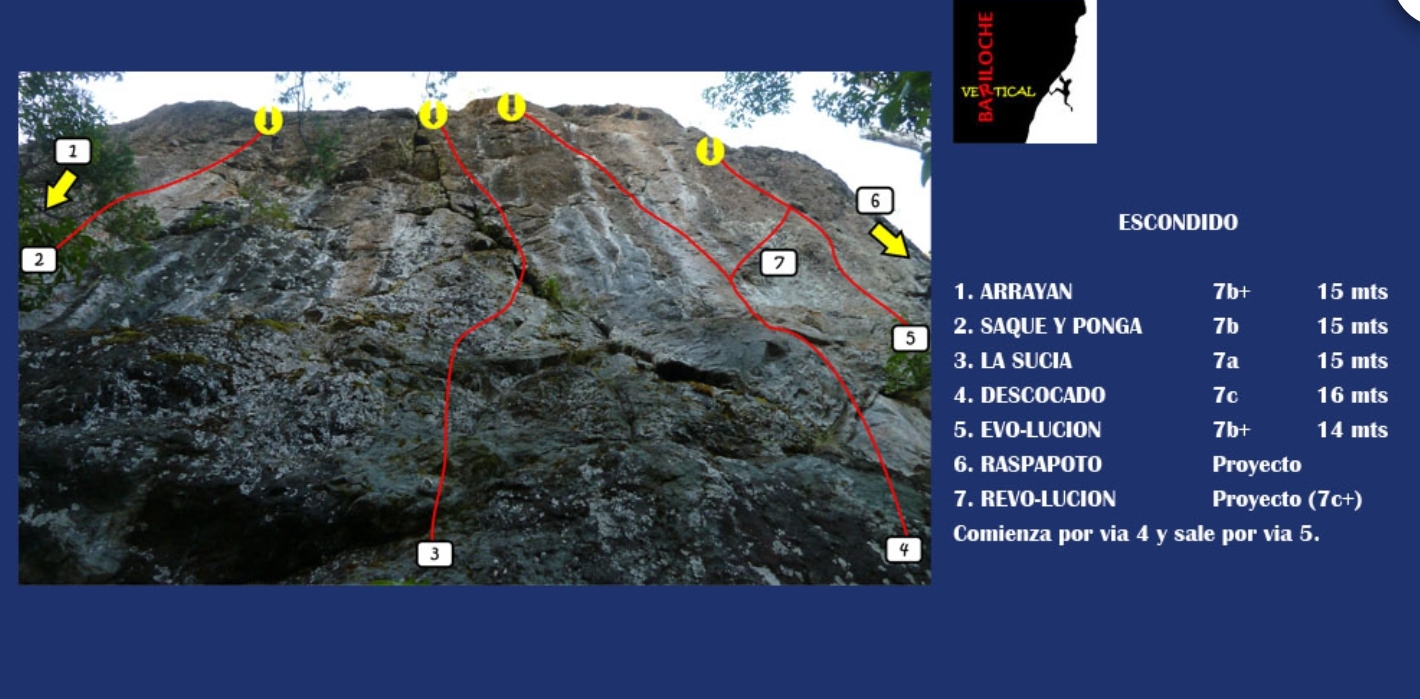 BARILOCHE
VERTICAL
1
2
6
7
5
3
4
ESCONDIDO
1. ARRAYAN 7b+ 15 mts
2. SAQUE Y PONGA 7b 15 mts
3. LA SUCIA 7a 15 mts
4. DESCOCADO 7c 16 mts
5. EVO-LUCION 7b+ 14 mts
6. RASPAPOTO Proyecto
7. REVO-LUCION Proyecto (7c+)
Comienza por via 4 y sale por via 5.